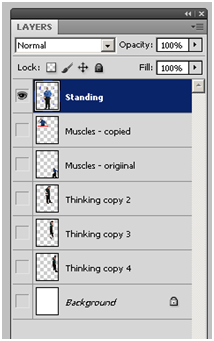 LAYERS
Normal Opacity: 100%
Lock: Fill: 100%
Standing
Muscles - copied
Muscles - origiinal
Thinking copy 2
Thinking copy 3
Thinking copy 4
Background